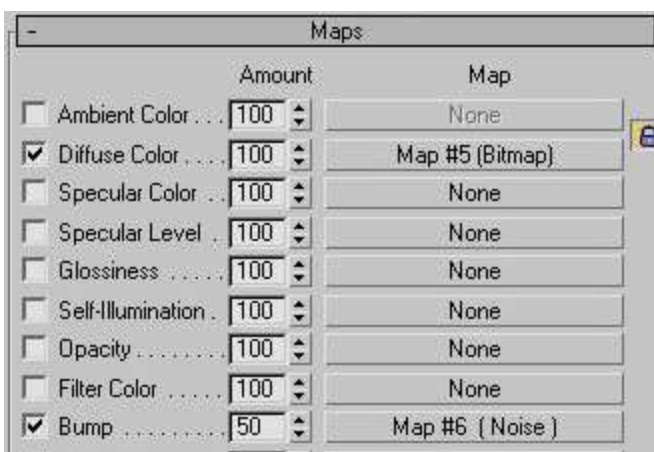 - Maps
Amount Map
Ambient Color . . . 100 None
Diffuse Color . . . . 100 Map #5 (Bitmap)
Specular Color . . 100 None
Specular Level . 100 None
Glossiness . . . . . 100 None
Self-Illumination . 100 None
Opacity . . . . . . . . 100 None
Filter Color . . . . . 100 None
Bump . . . . . . . . . 50 Map #6 ( Noise )